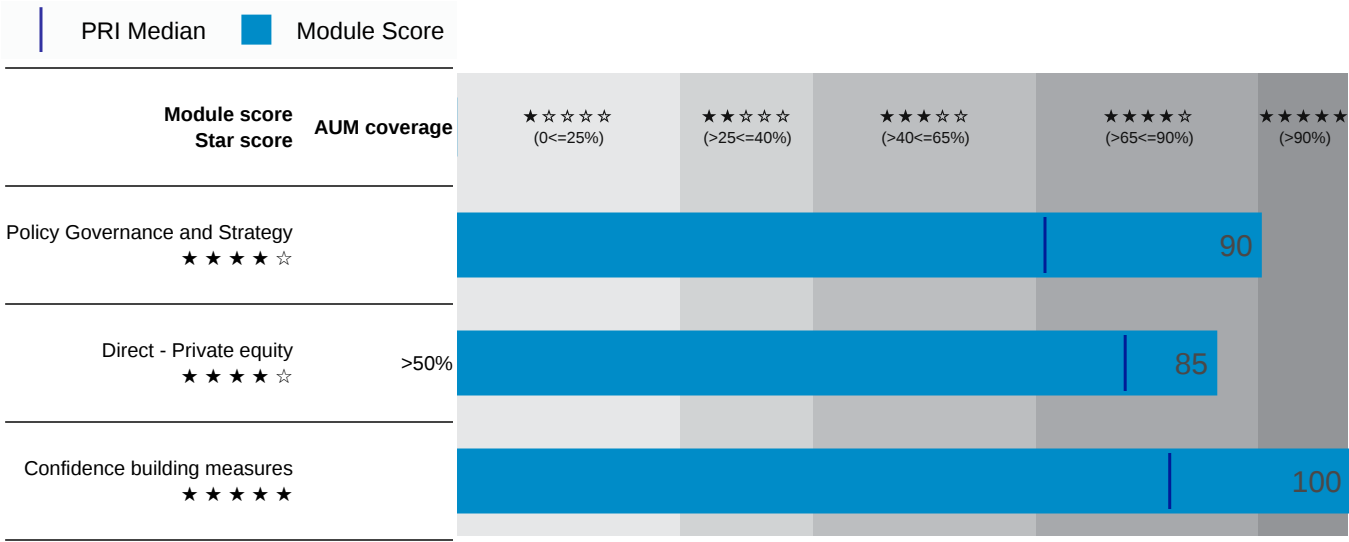 PRI Median Module Score
Module score
Star score
AUM coverage
★☆☆☆☆
(0<=25%)
★★☆☆☆
(>25<=40%)
★★★☆☆
(>40<=65%)
★★★★☆
(>65<=90%)
★★★★★
(>90%)
Policy Governance and Strategy
★★★★☆
90
Direct - Private equity
★★★★☆
>50%
85
Confidence building measures
★★★★★
100